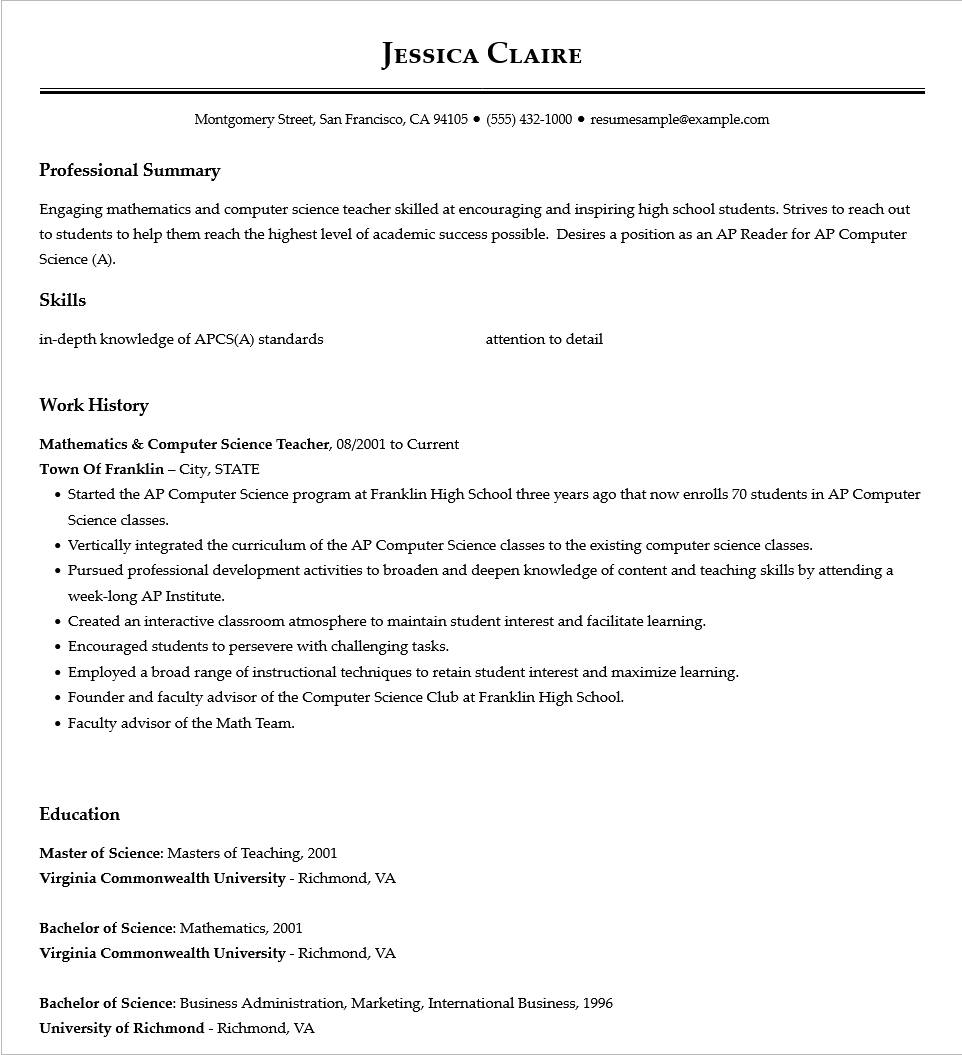 Jessica Claire
Montgomery Street, San Francisco, CA 94105 ● (555) 432-1000 ● resumesample@example.com
Professional Summary
Engaging mathematics and computer science teacher skilled at encouraging and inspiring high school students. Strives to reach out
to students to help them reach the highest level of academic success possible.  Desires a position as an AP Reader for AP Computer
Science (A).
Skills
in-depth knowledge of APCS(A) standards attention to detail
Work History
Mathematics & Computer Science Teacher, 08/2001 to Current
Town Of Franklin – City, STATE
• Started the AP Computer Science program at Franklin High School three years ago that now enrolls 70 students in AP Computer
Science classes.
• Vertically integrated the curriculum of the AP Computer Science classes to the existing computer science classes.
• Pursued professional development activities to broaden and deepen knowledge of content and teaching skills by attending a
week-long AP Institute.
• Created an interactive classroom atmosphere to maintain student interest and facilitate learning.
• Encouraged students to persevere with challenging tasks.
• Employed a broad range of instructional techniques to retain student interest and maximize learning.
• Founder and faculty advisor of the Computer Science Club at Franklin High School.
• Faculty advisor of the Math Team.
Education
Master of Science: Masters of Teaching, 2001
Virginia Commonwealth University - Richmond, VA
Bachelor of Science: Mathematics, 2001
Virginia Commonwealth University - Richmond, VA
Bachelor of Science: Business Administration, Marketing, International Business, 1996
University of Richmond - Richmond, VA